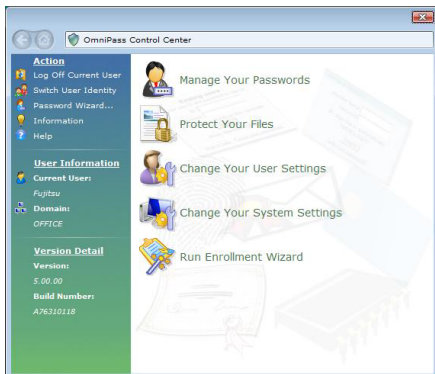 OmniPass Control Center
Action
Log Off Current User
Switch User Identity
Password Wizard...
Information
Help
User Information
Current User:
Fujitsu
Domain:
OFFICE
Version Detail
Version:
5.00.00
Build Number:
A76310118
Manage Your Passwords
Protect Your Files
Change Your User Settings
Change Your System Settings
Run Enrollment Wizard